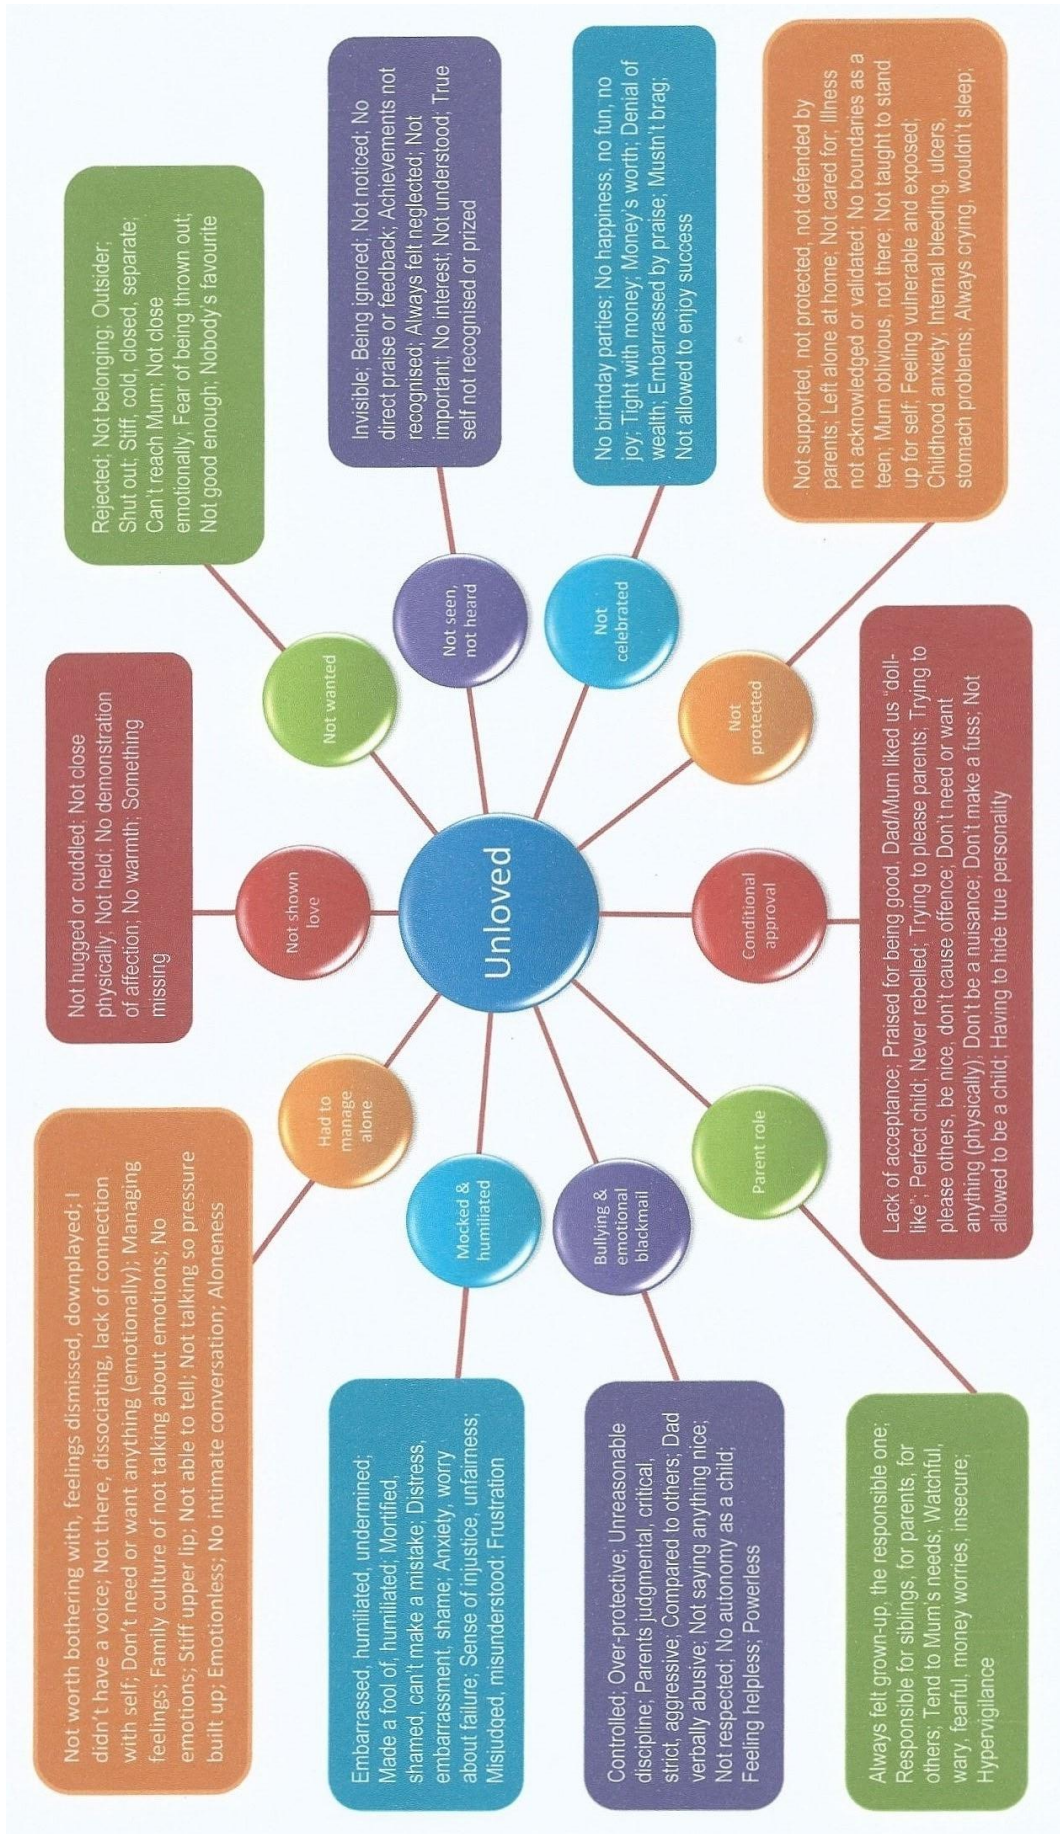 Unloved
Not shown
love
Not hugged or cuddled; Not close
physically; Not held; No demonstration
of affection; No warmth; Something
missing
Not wanted
Rejected; Not belonging; Outsider;
Shut out; Stiff, cold, closed, separate;
Can't reach Mum; Not close
emotionally; Fear of being thrown out;
Not good enough; Nobody's favourite
Not seen,
not heard
Invisible; Being ignored; Not noticed; No
direct praise or feedback, Achievements not
recognised; Always felt neglected; Not
important; No interest; Not understood; True
self not recognised or prized
Not
celebrated
No birthday parties; No happiness, no fun, no
joy; Tight with money; Money's worth; Denial of
wealth; Embarrassed by praise; Mustn't brag;
Not allowed to enjoy success
Not
protected
Not supported, not protected, not defended by
parents; Left alone at home; Not cared for; Illness
not acknowledged or validated; No boundaries as a
teen; Mum oblivious, not there; Not taught to stand
up for self; Feeling vulnerable and exposed;
Childhood anxiety; Internal bleeding, ulcers,
stomach problems; Always crying, wouldn't sleep;
Conditional
approval
Lack of acceptance; Praised for being good, Dad/Mum liked us "doll-
like"; Perfect child; Never rebelled; Trying to please parents; Trying to
please others, be nice, don't cause offence; Don't need or want
anything (physically); Don't be a nuisance; Don't make a fuss; Not
allowed to be a child; Having to hide true personality
Parent role
Always felt grown-up, the responsible one;
Responsible for siblings, for parents, for
others; Tend to Mum's needs; Watchful,
wary, fearful, money worries, insecure;
Hypervigilance
Bullying &
emotional
blackmail
Controlled; Over-protective; Unreasonable
discipline; Parents judgmental, critical,
strict, aggressive; Compared to others; Dad
verbally abusive; Not saying anything nice;
Not respected; No autonomy as a child;
Feeling helpless; Powerless
Mocked &
humiliated
Embarrassed, humiliated, undermined;
Made a fool of, humiliated; Mortified,
shamed, can't make a mistake; Distress,
embarrassment, shame; Anxiety, worry
about failure; Sense of injustice, unfairness;
Misjudged, misunderstood; Frustration
Had to
manage
alone
Not worth bothering with, feelings dismissed, downplayed; I
didn't have a voice; Not there, dissociating, lack of connection
with self; Don't need or want anything (emotionally); Managing
feelings; Family culture of not talking about emotions; No
emotions; Stiff upper lip; Not able to tell; Not talking so pressure
built up; Emotionless; No intimate conversation; Aloneness